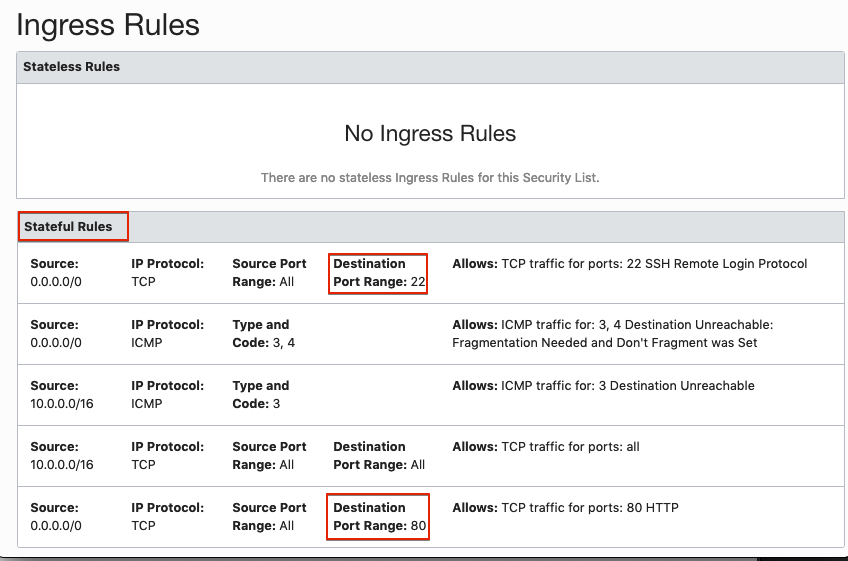 Ingress Rules
Stateless Rules
No Ingress Rules
There are no stateless Ingress Rules for this Security List.
Stateful Rules
Source: IP Protocol: Source Port Destination Allows: TCP traffic for ports: 22 SSH Remote Login Protocol
0.0.0.0/0 TCP Range: All Port Range: 22
Source: IP Protocol: Type and Allows: ICMP traffic for: 3, 4 Destination Unreachable:
0.0.0.0/0 ICMP Code: 3, 4 Fragmentation Needed and Don't Fragment was Set
Source: IP Protocol: Type and Allows: ICMP traffic for: 3 Destination Unreachable
10.0.0.0/16 ICMP Code: 3
Source: IP Protocol: Source Port Destination Allows: TCP traffic for ports: all
10.0.0.0/16 TCP Range: All Port Range: All
Source: IP Protocol: Source Port Destination Allows: TCP traffic for ports: 80 HTTP
0.0.0.0/0 TCP Range: All Port Range: 80